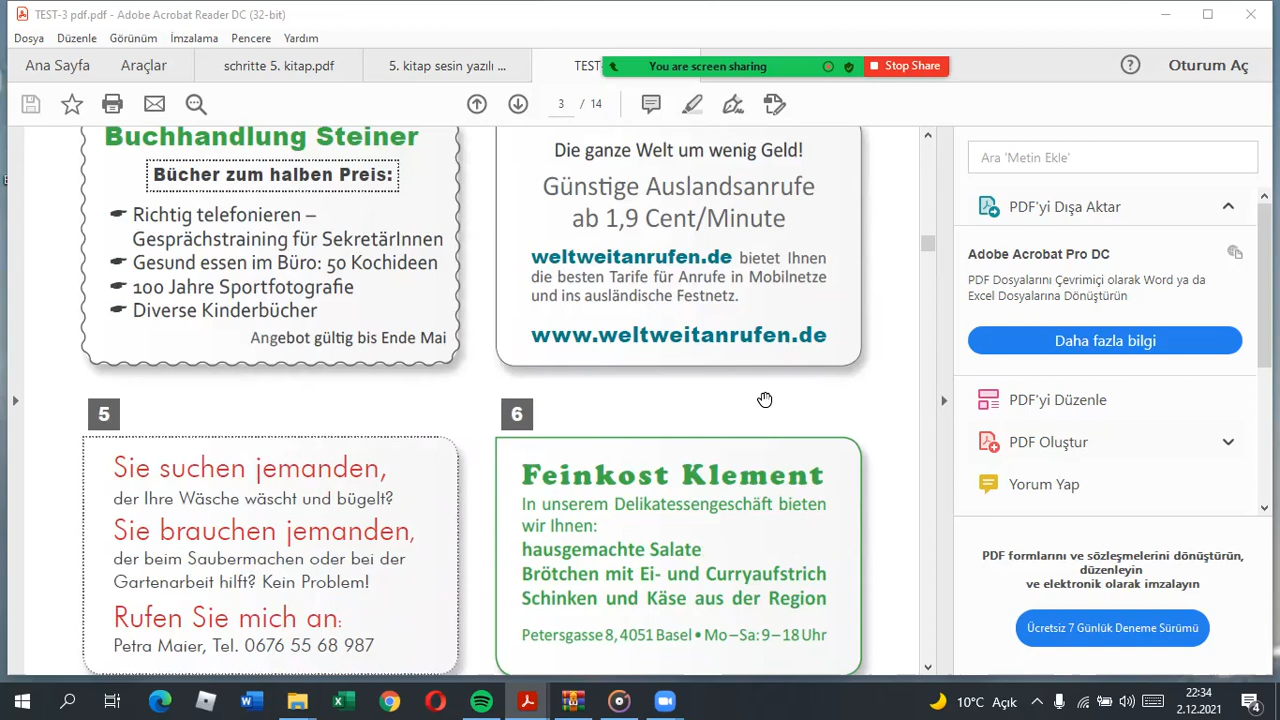 TEST-3 pdf.pdf - Adobe Acrobat Reader DC (32-bit)
Dosya Düzenle Görünüm İmzalama Pencere Yardım
Ana Sayfa Araçlar schritte 5. kitap.pdf 5. kitap sesin yazılı ... TEST-
You are screen sharing Stop Share
Oturum Aç
3 / 14
Buchhandlung Steiner
Bücher zum halben Preis:
Richtig telefonieren –
Gesprächstraining für SekretärInnen
Gesund essen im Büro: 50 Kochideen
100 Jahre Sportfotografie
Diverse Kinderbücher
Angebot gültig bis Ende Mai
Die ganze Welt um wenig Geld!
Günstige Auslandsanrufe
ab 1,9 Cent/Minute
weltweitanrufen.de bietet Ihnen
die besten Tarife für Anrufe in Mobilnetze
und ins ausländische Festnetz.
www.weltweitanrufen.de
5
Sie suchen jemanden,
der Ihre Wäsche wäscht und bügelt?
Sie brauchen jemanden,
der beim Saubermachen oder bei der
Gartenarbeit hilft? Kein Problem!
Rufen Sie mich an:
Petra Maier, Tel. 0676 55 68 987
6
Feinkost Klement
In unserem Delikatessengeschäft bieten
wir Ihnen:
hausgemachte Salate
Brötchen mit Ei- und Curryaufstrich
Schinken und Käse aus der Region
Petersgasse 8, 4051 Basel • Mo – Sa: 9 – 18 Uhr
Ara 'Metin Ekle'
PDF'yi Dışa Aktar
Adobe Acrobat Pro DC
PDF Dosyalarını Çevrimiçi olarak Word ya da
Excel Dosyalarına Dönüştürün
Daha fazla bilgi
PDF'yi Düzenle
PDF Oluştur
Yorum Yap
PDF formlarını ve sözleşmelerini dönüştürün,
düzenleyin
ve elektronik olarak imzalayın
Ücretsiz 7 Günlük Deneme Sürümü
10°C Açık
22:34
2.12.2021
4